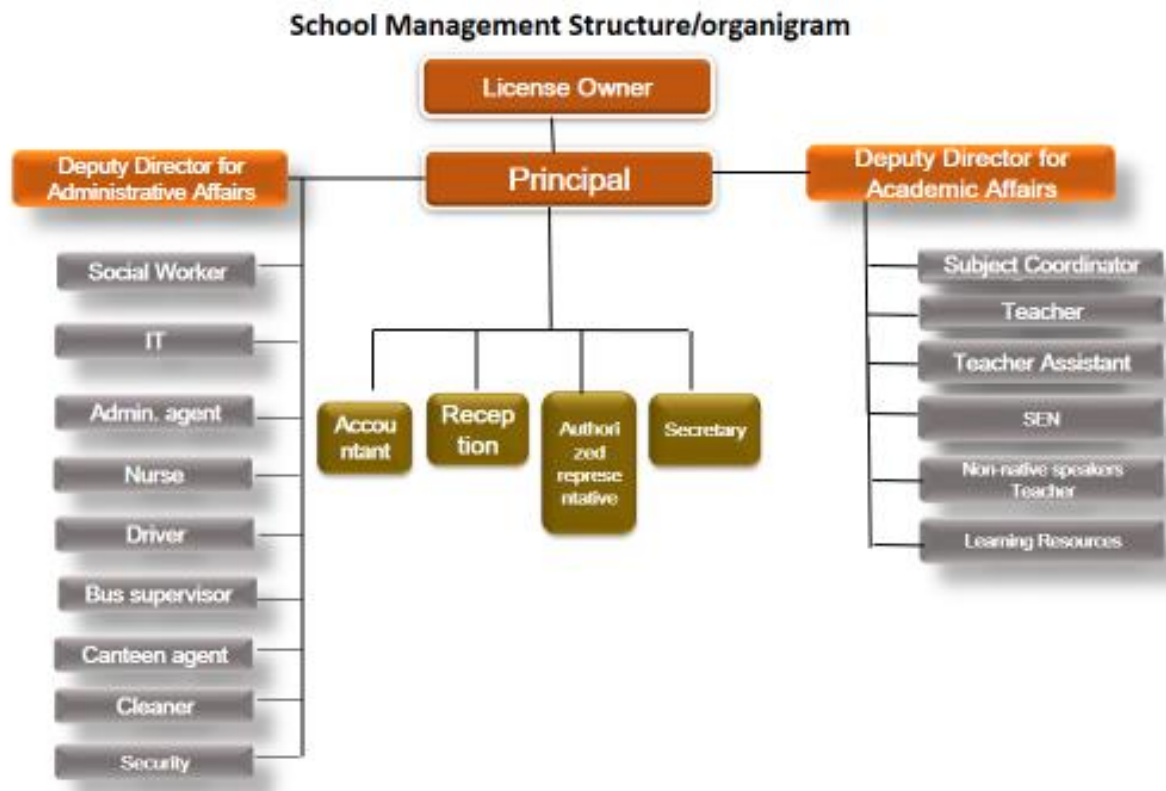 School Management Structure/organigram
License Owner
Deputy Director for
Administrative Affairs
Principal
Deputy Director for
Academic Affairs
Social Worker
IT
Admin. agent
Nurse
Driver
Bus supervisor
Canteen agent
Cleaner
Security
Accou
ntant
Recep
tion
Authori
zed
represe
ntative
Secretary
Subject Coordinator
Teacher
Teacher Assistant
SEN
Non-native speakers
Teacher
Learning Resources